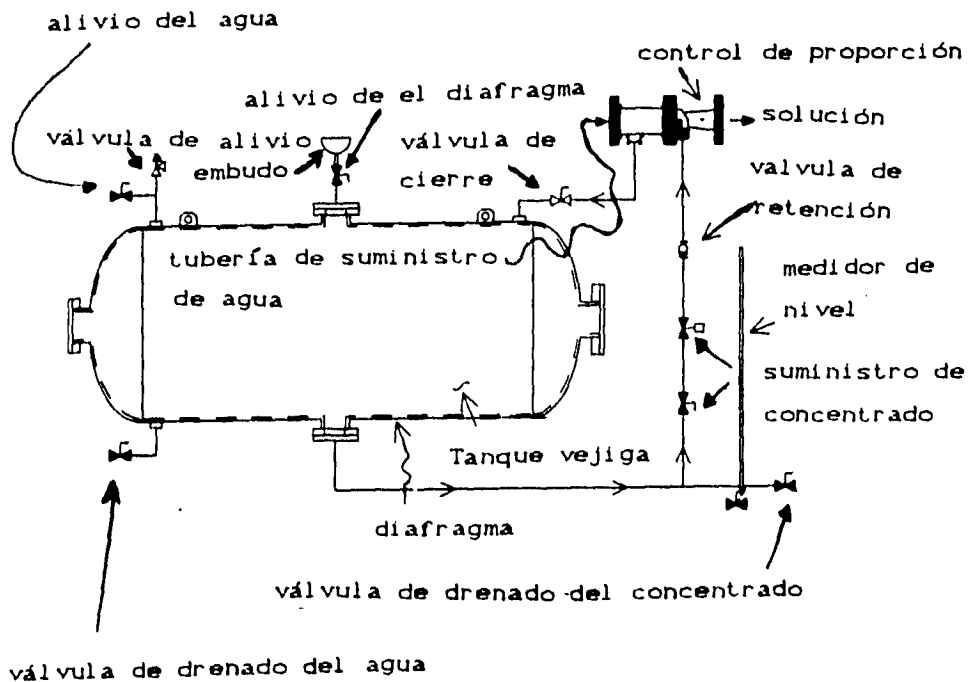 alivio del agua
control de proporción
alivio de el diafragma
solución
válvula de alivio
embudo
válvula de
cierre
valvula de
retención
tubería de suministro
de agua
medidor de
nivel
suministro de
concentrado
Tanque vejiga
diafragma
válvula de drenado del concentrado
válvula de drenado del agua